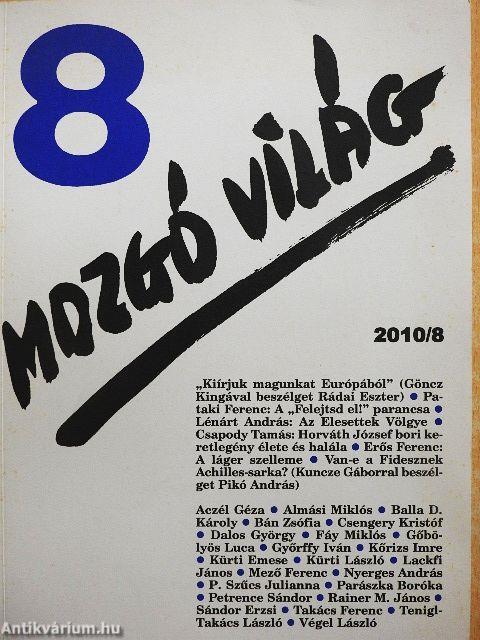 8
MOZGÓ VILÁG
2010/8
„Kiírjuk magunkat Európából” (Göncz
Kingával beszélget Rádai Eszter) ● Pa-
taki Ferenc: A „Felejtsd el!” parancsa ●
Lénárt András: Az Elesettek Völgye ●
Csapody Tamás: Horváth József bori ke-
retlegény élete és halála ● Erős Ferenc:
A láger szelleme ● Van-e a Fidesznek
Achilles-sarka? (Kuncze Gáborral beszél-
get Pikó András)
Aczél Géza ● Almási Miklós ● Balla D.
Károly ● Bán Zsófia ● Csengery Kristóf
● Dalos György ● Fáy Miklós ● Göbö-
lyös Luca ● Győrffy Iván ● Kőrizs Imre
● Kürti Emese ● Kürti László ● Lackfi
János ● Mező Ferenc ● Nyerges András
● P. Szűcs Julianna ● Parászka Boróka
● Petrence Sándor ● Rainer M. János ●
Sándor Erzsi ● Takács Ferenc ● Tenigl-
Takács László ● Végel László
Antikvárium.hu